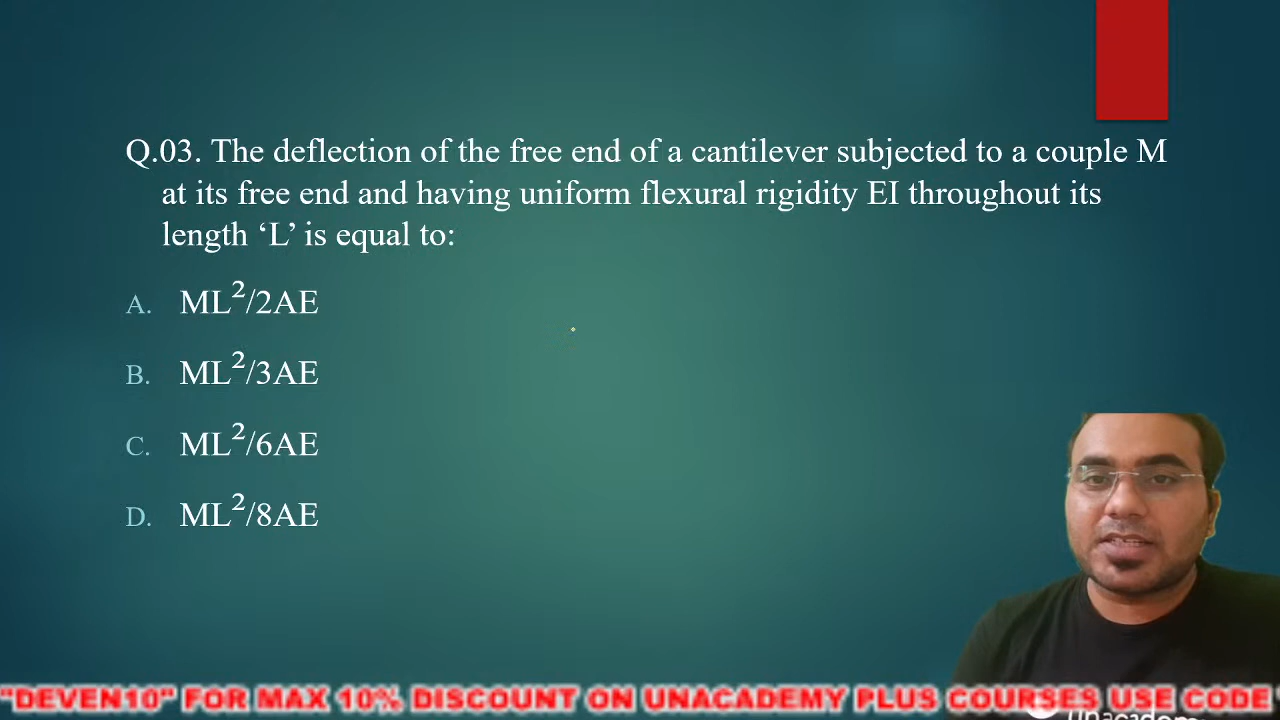 Q.03. The deflection of the free end of a cantilever subjected to a couple M
at its free end and having uniform flexural rigidity EI throughout its
length ‘L’ is equal to:
A. ML²/2AE
B. ML²/3AE
C. ML²/6AE
D. ML²/8AE
"DEVEN10" FOR MAX 10% DISCOUNT ON UNACADEMY PLUS COURSES USE CODE